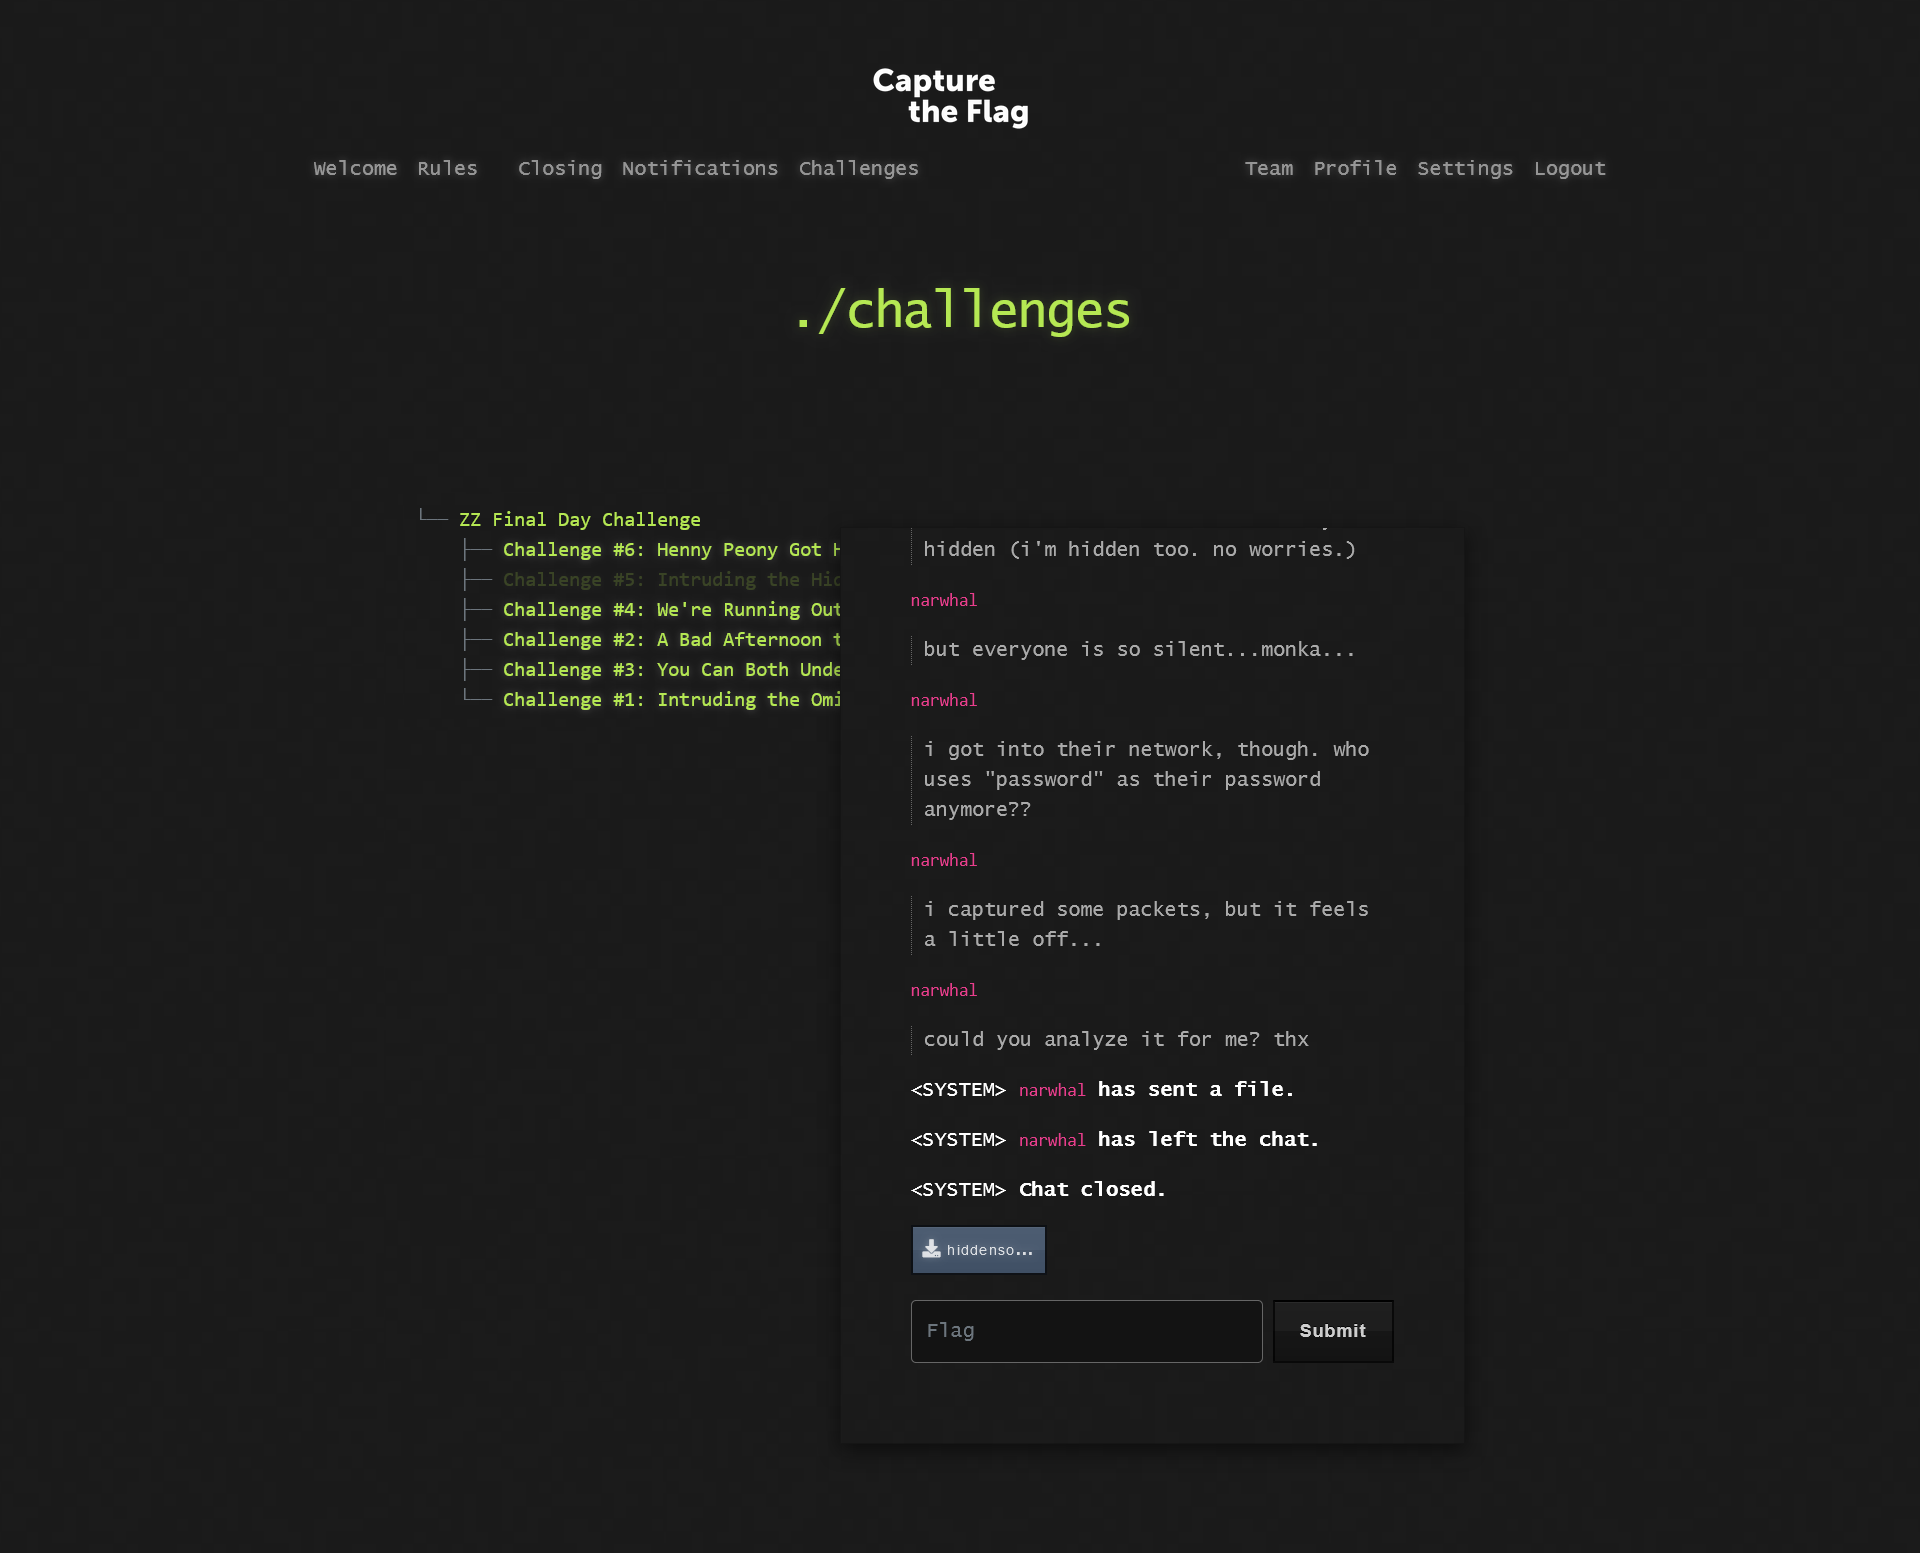 Capture
the Flag
Welcome Rules Closing Notifications Challenges Team Profile Settings Logout
./challenges
ZZ Final Day Challenge
Challenge #6: Henny Peony Got
Challenge #5: Intruding the
Challenge #4: We're Running Out
Challenge #2: A Bad Afternoon
Challenge #3: You Can Both
Challenge #1: Intruding the
hidden (i'm hidden too. no worries.)
narwhal
but everyone is so silent...monka...
narwhal
i got into their network, though. who
uses "password" as their password
anymore??
narwhal
i captured some packets, but it feels
a little off...
narwhal
could you analyze it for me? thx
<SYSTEM> narwhal has sent a file.
<SYSTEM> narwhal has left the chat.
<SYSTEM> Chat closed.
hiddenso...
Flag
Submit